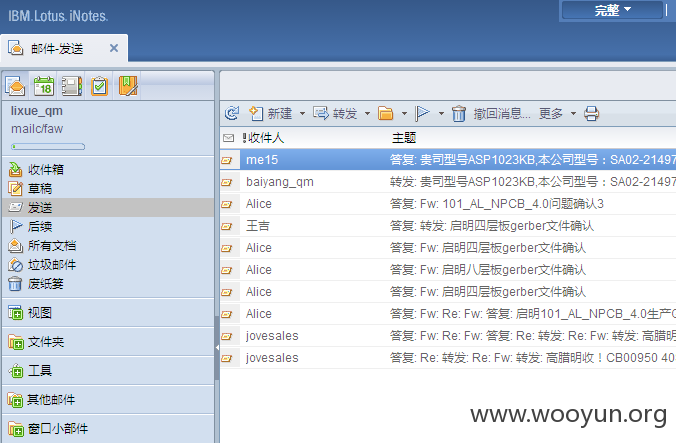 IBM.Lotus. iNotes.
完整
邮件-发送
18
lixue_qm
mailc/faw
收件箱
草稿
发送
后续
所有文档
垃圾邮件
废纸篓
视图
文件夹
工具
其他邮件
窗口小部件
新建 转发 撤回消息... 更多
!收件人 主题
me15 答复: 贵司型号ASP1023KB,本公司型号：SA02-21497
baiyang_qm 转发: 贵司型号ASP1023KB,本公司型号：SA02-21497
Alice 答复: Fw: 101_AL_NPCB_4.0问题确认3
王吉 答复: 转发: 启明四层板gerber文件确认
Alice 答复: Fw: 启明四层板gerber文件确认
Alice 答复: Fw: 启明八层板gerber文件确认
Alice 答复: Fw: 启明四层板gerber文件确认
Alice 答复: Fw: Re: Fw: 答复: 启明101_AL_NPCB_4.0生产
jovesales 答复: Fw: Re: Fw: 答复: Re: 转发: Re: Fw: 转发: 高腊明
jovesales 答复: Re: 转发: Re: Fw: 转发: 高腊明收！CB00950 40
www.wooyun.org